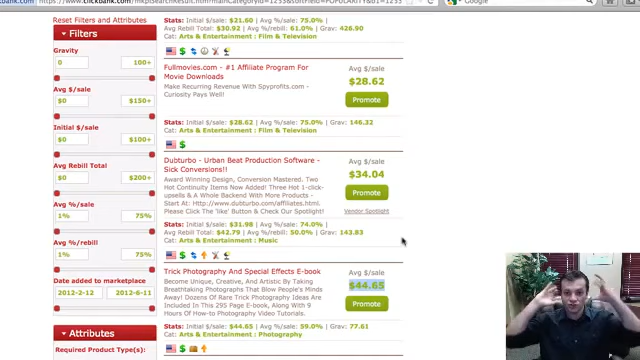 Google
Reset Filters and Attributes
Filters
Gravity
0 100+
Avg $/sale
$0 $150+
Initial $/sale
$0 $100+
Avg Rebill Total
$0 $200+
Avg %/sale
1% 75%
Avg %/rebill
1% 75%
Date added to marketplace
2012-2-12 2012-6-11
Attributes
Required Product Type:
Stats: Initial $/sale: $21.60 | Avg %/sale: 75.0% |
Avg Rebill Total: $30.92 | Avg %/rebill: 61.0% | Grav: 426.90
Cat: Arts & Entertainment : Film & Television
Fullmovies.com - #1 Affiliate Program For
Movie Downloads
Make Recurring Revenue With Spyprofits.com -
Curiosity Pays Well!
Avg $/sale
$28.62
Promote
Stats: Initial $/sale: $28.62 | Avg %/sale: 75.0% | Grav: 146.32
Cat: Arts & Entertainment : Film & Television
Dubturbo - Urban Beat Production Software -
Sick Conversions!!
Award Winning Design, Conversion Mastered. Two
Hot Continuity Items Now Added! Three Hot 1-click-
upsells & A Whole Backend With More Products -
Start At: Http://www.dubturbo.com/affiliates.html.
Please Click The 'like' Button & Check Our Spotlight!
Avg $/sale
$34.04
Promote
Vendor Spotlight
Stats: Initial $/sale: $31.98 | Avg %/sale: 74.0% |
Avg Rebill Total: $42.79 | Avg %/rebill: 50.0% | Grav: 143.83
Cat: Arts & Entertainment : Music
Trick Photography And Special Effects E-book
Become Unique, Creative, And Artistic By Taking
Breathtaking Photographs That Blow People's Minds
Away! Dozens Of Rare Trick Photography Ideas Are
Included In This 295 Page E-book, Along With 9
Hours Of How-to Photography Video Tutorials.
Avg $/sale
$44.65
Promote
Stats: Initial $/sale: $44.65 | Avg %/sale: 59.0% | Grav: 77.61
Cat: Arts & Entertainment : Photography